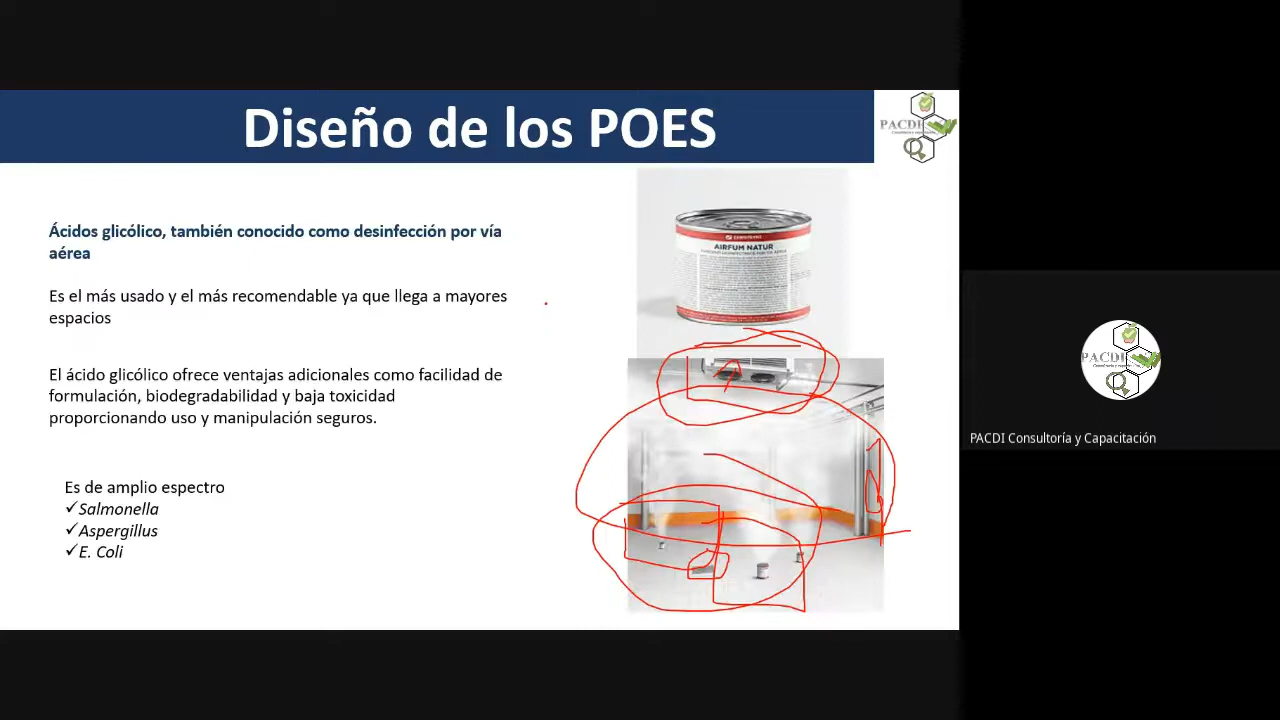 Diseño de los POES
PACDI
Ácidos glicólico, también conocido como desinfección por vía
aérea
Es el más usado y el más recomendable ya que llega a mayores
espacios
El ácido glicólico ofrece ventajas adicionales como facilidad de
formulación, biodegradabilidad y baja toxicidad
proporcionando uso y manipulación seguros.
Es de amplio espectro
✓Salmonella
✓Aspergillus
✓E. Coli
AIRFUM NATUR
PACDI
PACDI Consultoría y Capacitación